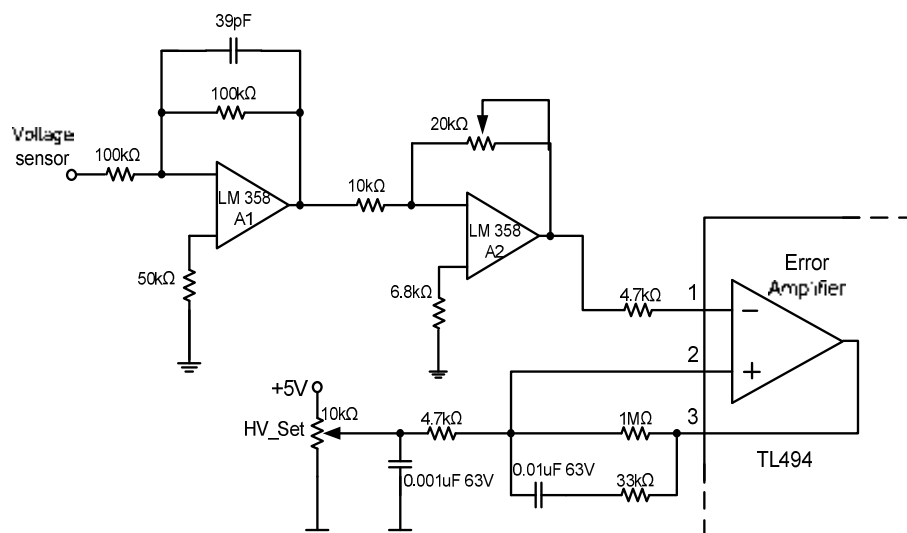 39pF
100kΩ
Voltage
sensor
100kΩ
LM 358
A1
50kΩ
20kΩ
10kΩ
LM 358
A2
6.8kΩ
4.7kΩ
1
Error
Amplifier
2
+5V
10kΩ
HV_Set
4.7kΩ
1MΩ
3
0.001uF 63V
0.01uF 63V
33kΩ
TL494